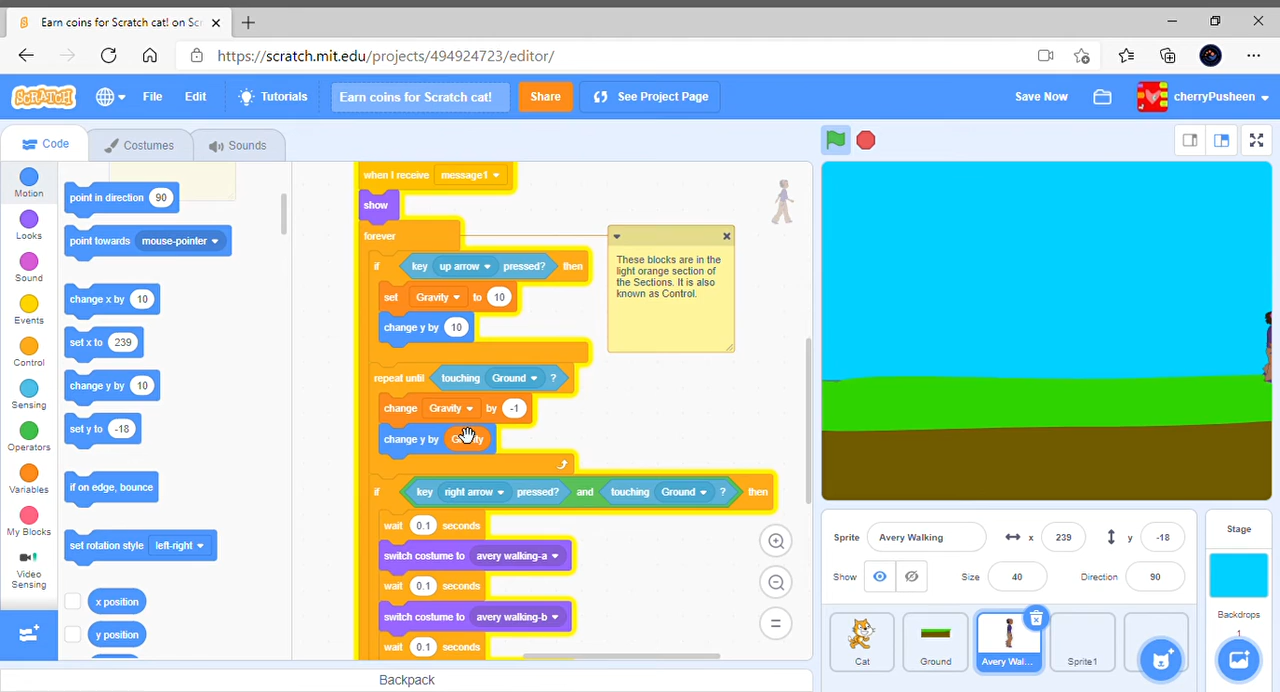 Earn coins for Scratch cat! on Scr
https://scratch.mit.edu/projects/494924723/editor/
SCRATCH
File
Edit
Tutorials
Earn coins for Scratch cat!
Share
See Project Page
Save Now
cherryPusheen
Code
Costumes
Sounds
Motion
Looks
Sound
Events
Control
Sensing
Operators
Variables
My Blocks
Video
Sensing
point in direction 90
point towards mouse-pointer
change x by 10
set x to 239
change y by 10
set y to -18
if on edge, bounce
set rotation style left-right
x position
y position
when I receive message1
show
forever
if key up arrow pressed? then
set Gravity to 10
change y by 10
repeat until touching Ground ?
change Gravity by -1
change y by
if key right arrow pressed? and touching Ground ? then
wait 0.1 seconds
switch costume to avery walking-a
wait 0.1 seconds
switch costume to avery walking-b
wait 0.1 seconds
These blocks are in the
light orange section of
the Sections. It is also
known as Control.
Sprite Avery Walking x 239 y -18
Show Size 40 Direction 90
Cat
Ground
Avery Wal...
Sprite1
Stage
Backdrops
1
Backpack